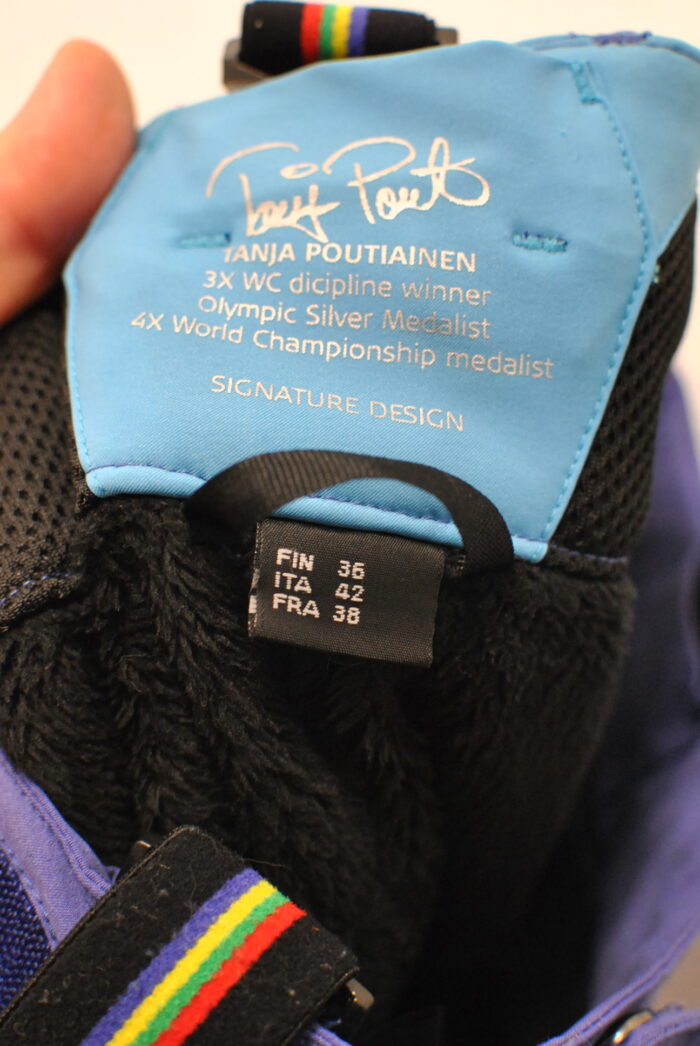 TANJA POUTIAINEN
3X WC dicipline winner
Olympic Silver Medalist
4X World Championship medalist
SIGNATURE DESIGN
FIN 36
ITA 42
FRA 38